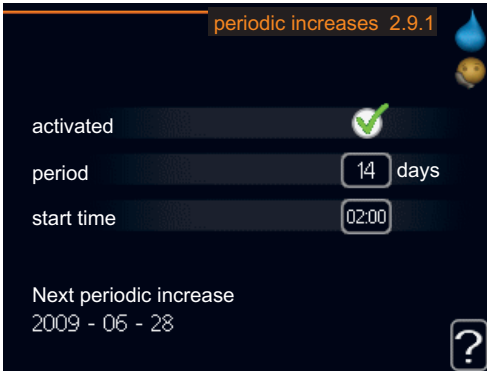 periodic increases 2.9.1
activated
period 14 days
start time 02:00
Next periodic increase
2009 - 06 - 28
?